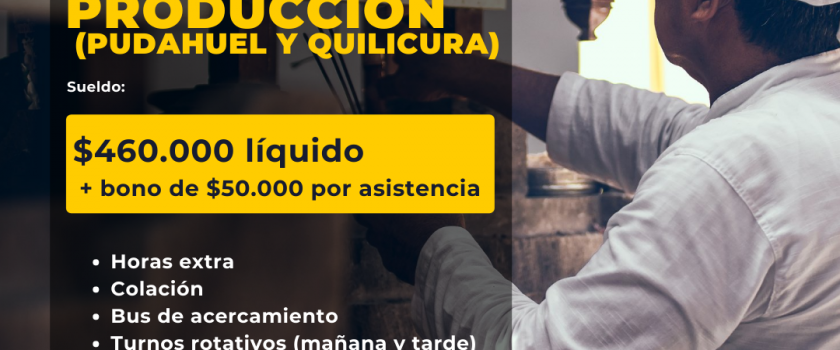 PRODUCCIÓN
(PUDAHUEL Y QUILICURA)
Sueldo:
$460.000 líquido
+ bono de $50.000 por asistencia
• Horas extra
• Colación
• Bus de acercamiento
• Turnos rotativos (mañana y tarde)